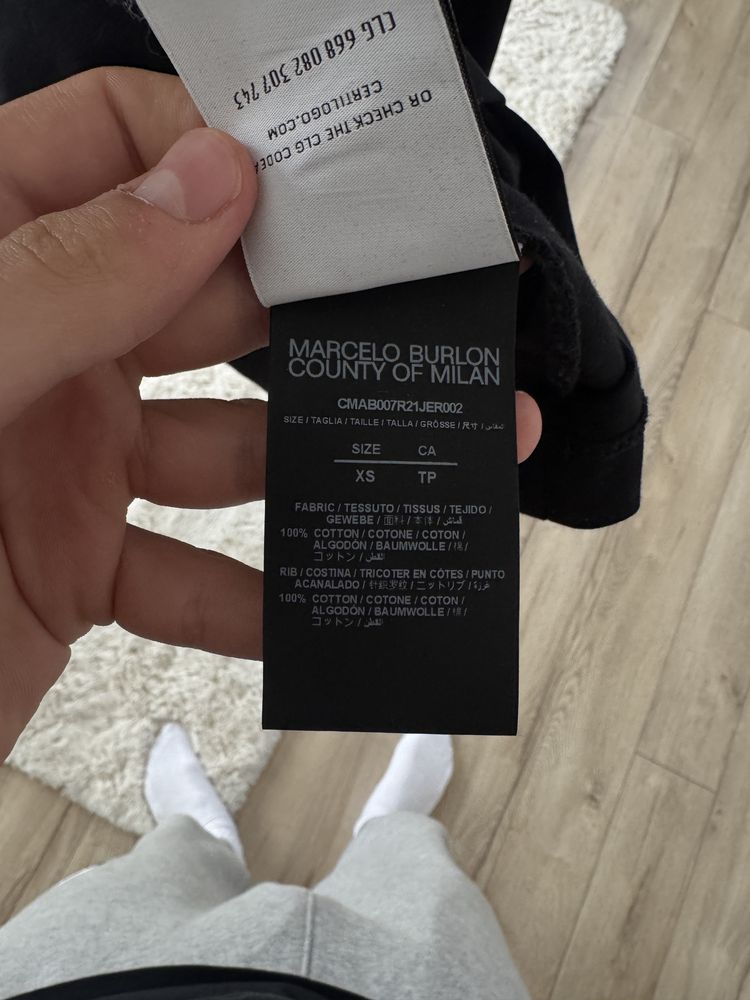 OR CHECK THE CLG CODE
CERTILOGO.COM
CLG 668 082 307 743
MARCELO BURLON
COUNTY OF MILAN
CMAB007R21JER002
SIZE / TAGLIA / TAILLE / TALLA / GRÖSSE / 尺寸 / المقاس
SIZE CA
XS TP
FABRIC / TESSUTO / TISSUS / TEJIDO /
GEWEBE / 面料 / 本体 / قماش
100% COTTON / COTONE / COTON /
ALGODÓN / BAUMWOLLE / 棉 /
コットン / القطن
RIB / COSTINA / TRICOTER EN CÔTES / PUNTO
ACANALADO / 针织罗纹 / ニットリブ /
100% COTTON / COTONE / COTON /
ALGODÓN / BAUMWOLLE / 棉 /
コットン / القطن